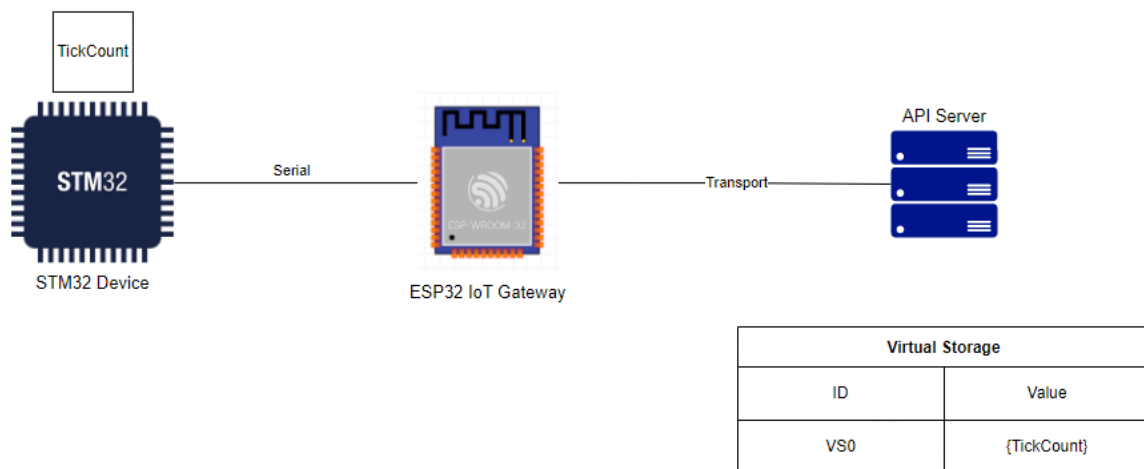 TickCount
STM32
STM32 Device
Serial
ESP-WROOM-32
ESP32 IoT Gateway
Transport
API Server
Virtual Storage
ID Value
VS0 {TickCount}